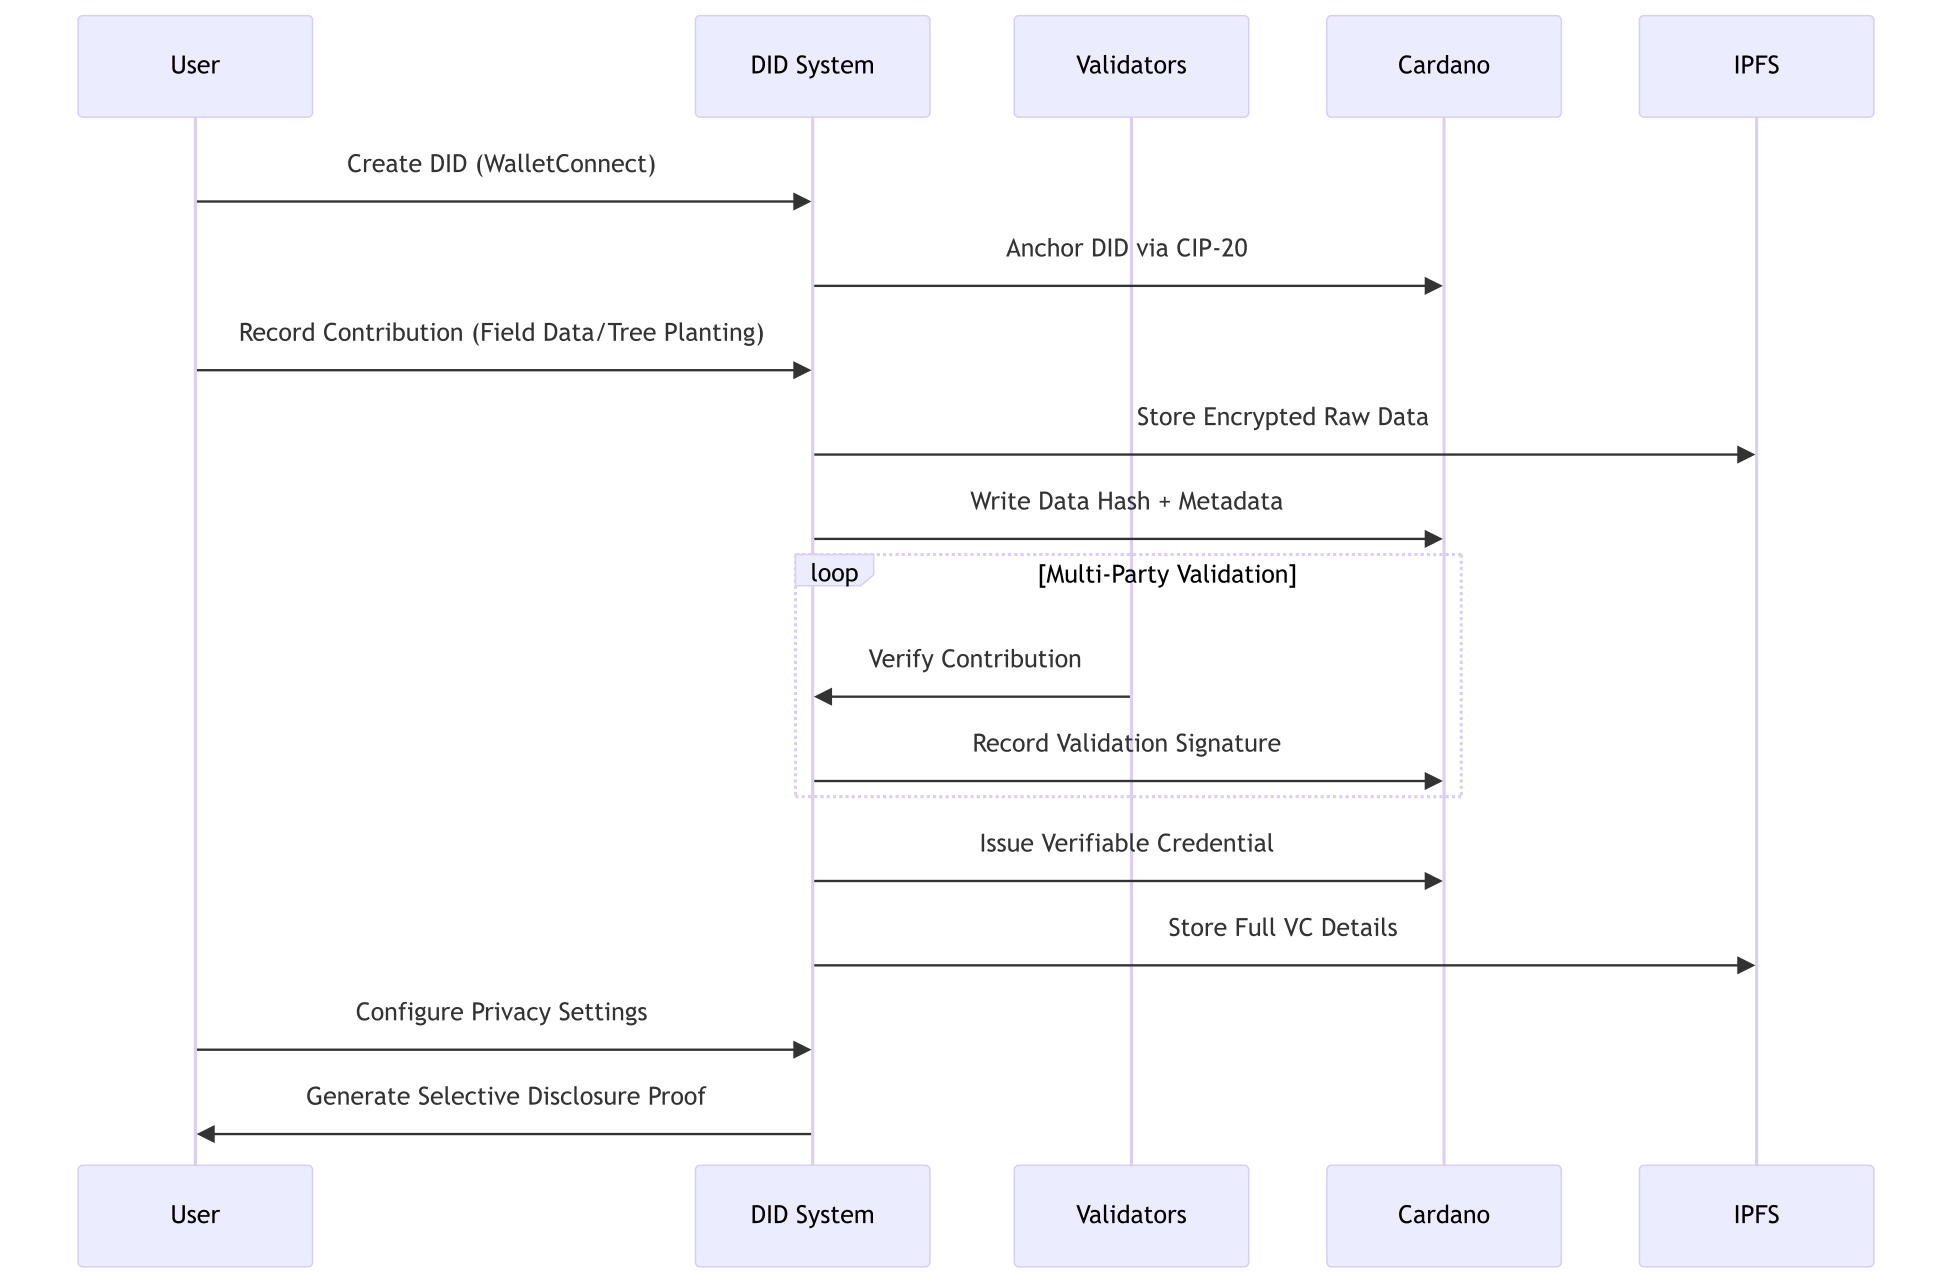 User
DID System
Validators
Cardano
IPFS
Create DID (WalletConnect)
Anchor DID via CIP-20
Record Contribution (Field Data/Tree Planting)
Store Encrypted Raw Data
Write Data Hash + Metadata
loop
[Multi-Party Validation]
Verify Contribution
Record Validation Signature
Issue Verifiable Credential
Store Full VC Details
Configure Privacy Settings
Generate Selective Disclosure Proof
User
DID System
Validators
Cardano
IPFS